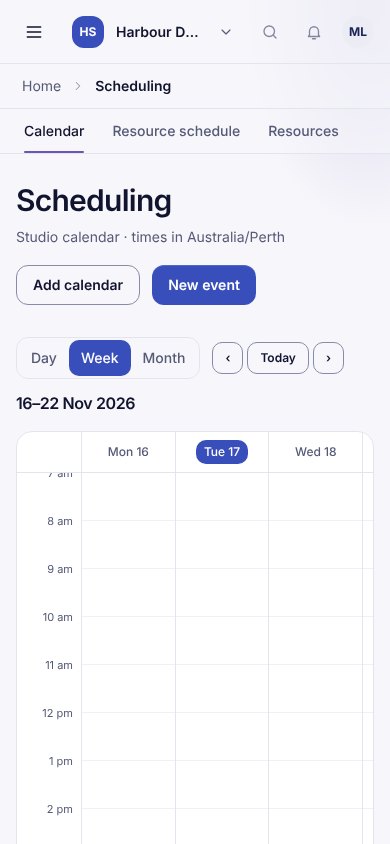 HS Harbour D... ML
Home Scheduling
Calendar Resource schedule Resources
Scheduling
Studio calendar · times in Australia/Perth
Add calendar New event
Day Week Month ‹ Today ›
16–22 Nov 2026
Mon 16 Tue 17 Wed 18
7 am
8 am
9 am
10 am
11 am
12 pm
1 pm
2 pm